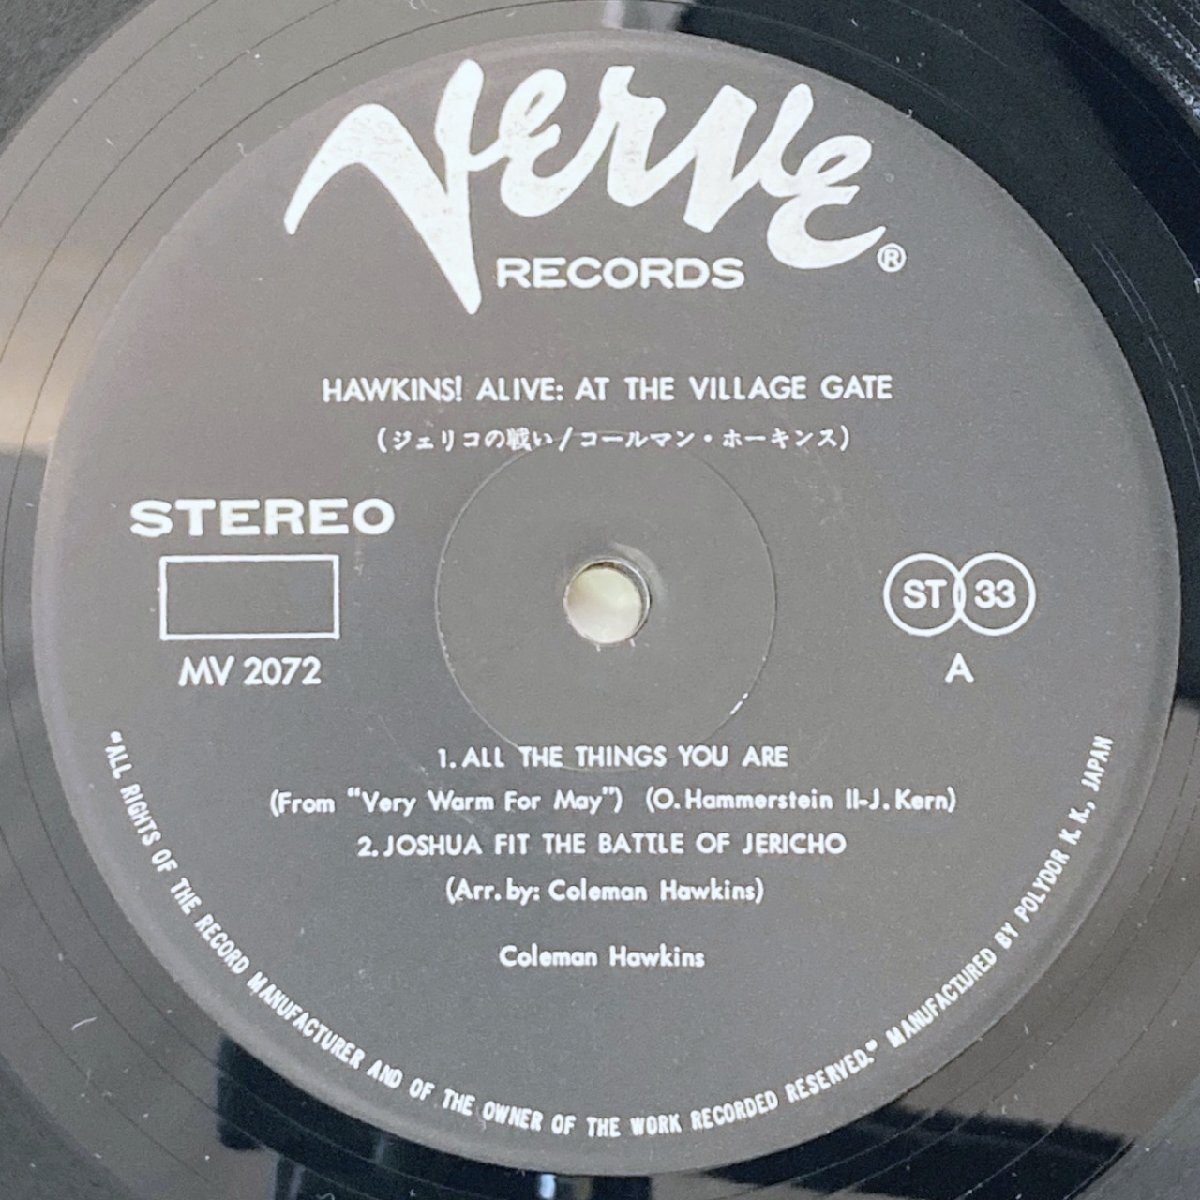 Verve
RECORDS®
HAWKINS! ALIVE: AT THE VILLAGE GATE
(ジェリコの戦い/コールマン・ホーキンス)
STEREO
MV 2072
ST 33
A
1. ALL THE THINGS YOU ARE
(From "Very Warm For May") (O. Hammerstein II-J. Kern)
2. JOSHUA FIT THE BATTLE OF JERICHO
(Arr. by: Coleman Hawkins)
Coleman Hawkins
"ALL RIGHTS OF THE RECORD MANUFACTURER AND OF THE OWNER OF THE WORK RECORDED RESERVED." MANUFACTURED BY POLYDOR K.K., JAPAN